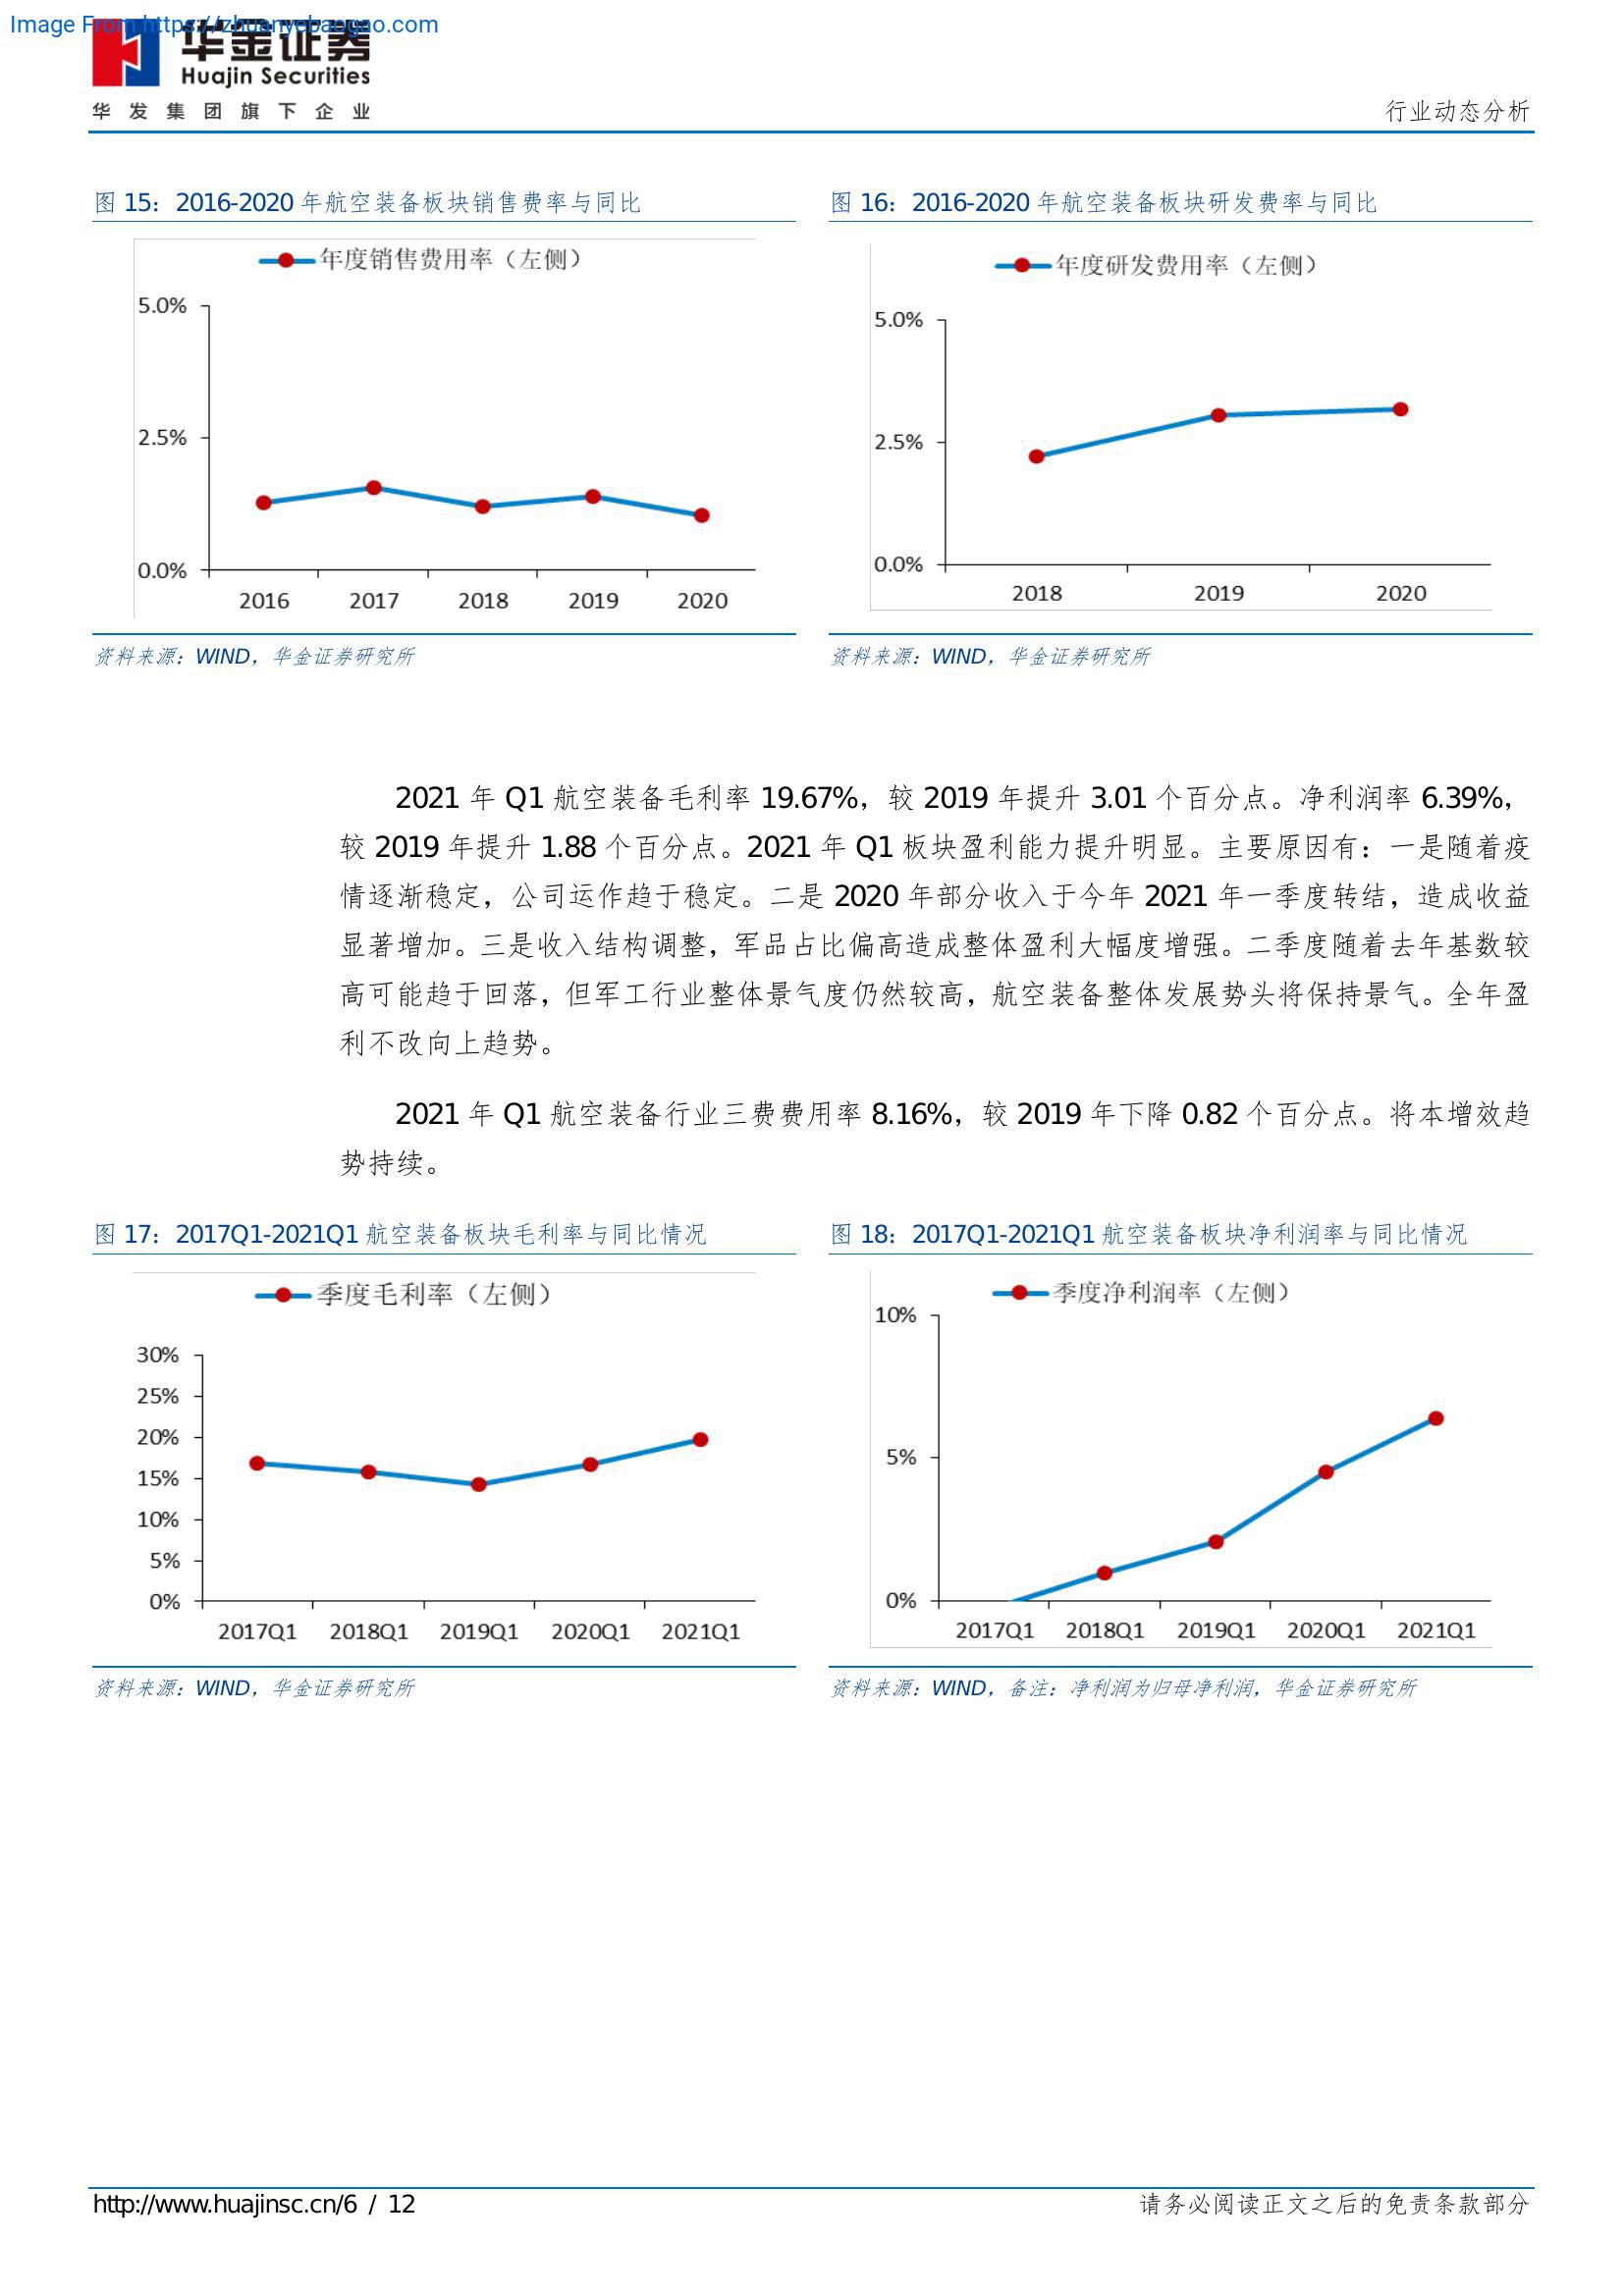 Image From https://zhuanyebaogao.com
华金证券
Huajin Securities
华发集团旗下企业
行业动态分析
图 15：2016-2020 年航空装备板块销售费率与同比
图 16：2016-2020 年航空装备板块研发费率与同比
年度销售费用率（左侧）
5.0%
2.5%
0.0%
2016 2017 2018 2019 2020
年度研发费用率（左侧）
5.0%
2.5%
0.0%
2018 2019 2020
资料来源：WIND，华金证券研究所
资料来源：WIND，华金证券研究所
2021 年 Q1 航空装备毛利率 19.67%，较 2019 年提升 3.01 个百分点。净利润率 6.39%，
较 2019 年提升 1.88 个百分点。2021 年 Q1 板块盈利能力提升明显。主要原因有：一是随着疫
情逐渐稳定，公司运作趋于稳定。二是 2020 年部分收入于今年 2021 年一季度转结，造成收益
显著增加。三是收入结构调整，军品占比偏高造成整体盈利大幅度增强。二季度随着去年基数较
高可能趋于回落，但军工行业整体景气度仍然较高，航空装备整体发展势头将保持景气。全年盈
利不改向上趋势。
2021 年 Q1 航空装备行业三费费用率 8.16%，较 2019 年下降 0.82 个百分点。将本增效趋
势持续。
图 17：2017Q1-2021Q1 航空装备板块毛利率与同比情况
图 18：2017Q1-2021Q1 航空装备板块净利润率与同比情况
季度毛利率（左侧）
30%
25%
20%
15%
10%
5%
0%
2017Q1 2018Q1 2019Q1 2020Q1 2021Q1
季度净利润率（左侧）
10%
5%
0%
2017Q1 2018Q1 2019Q1 2020Q1 2021Q1
资料来源：WIND，华金证券研究所
资料来源：WIND，备注：净利润为归母净利润，华金证券研究所
http://www.huajinsc.cn/6 / 12
请务必阅读正文之后的免责条款部分